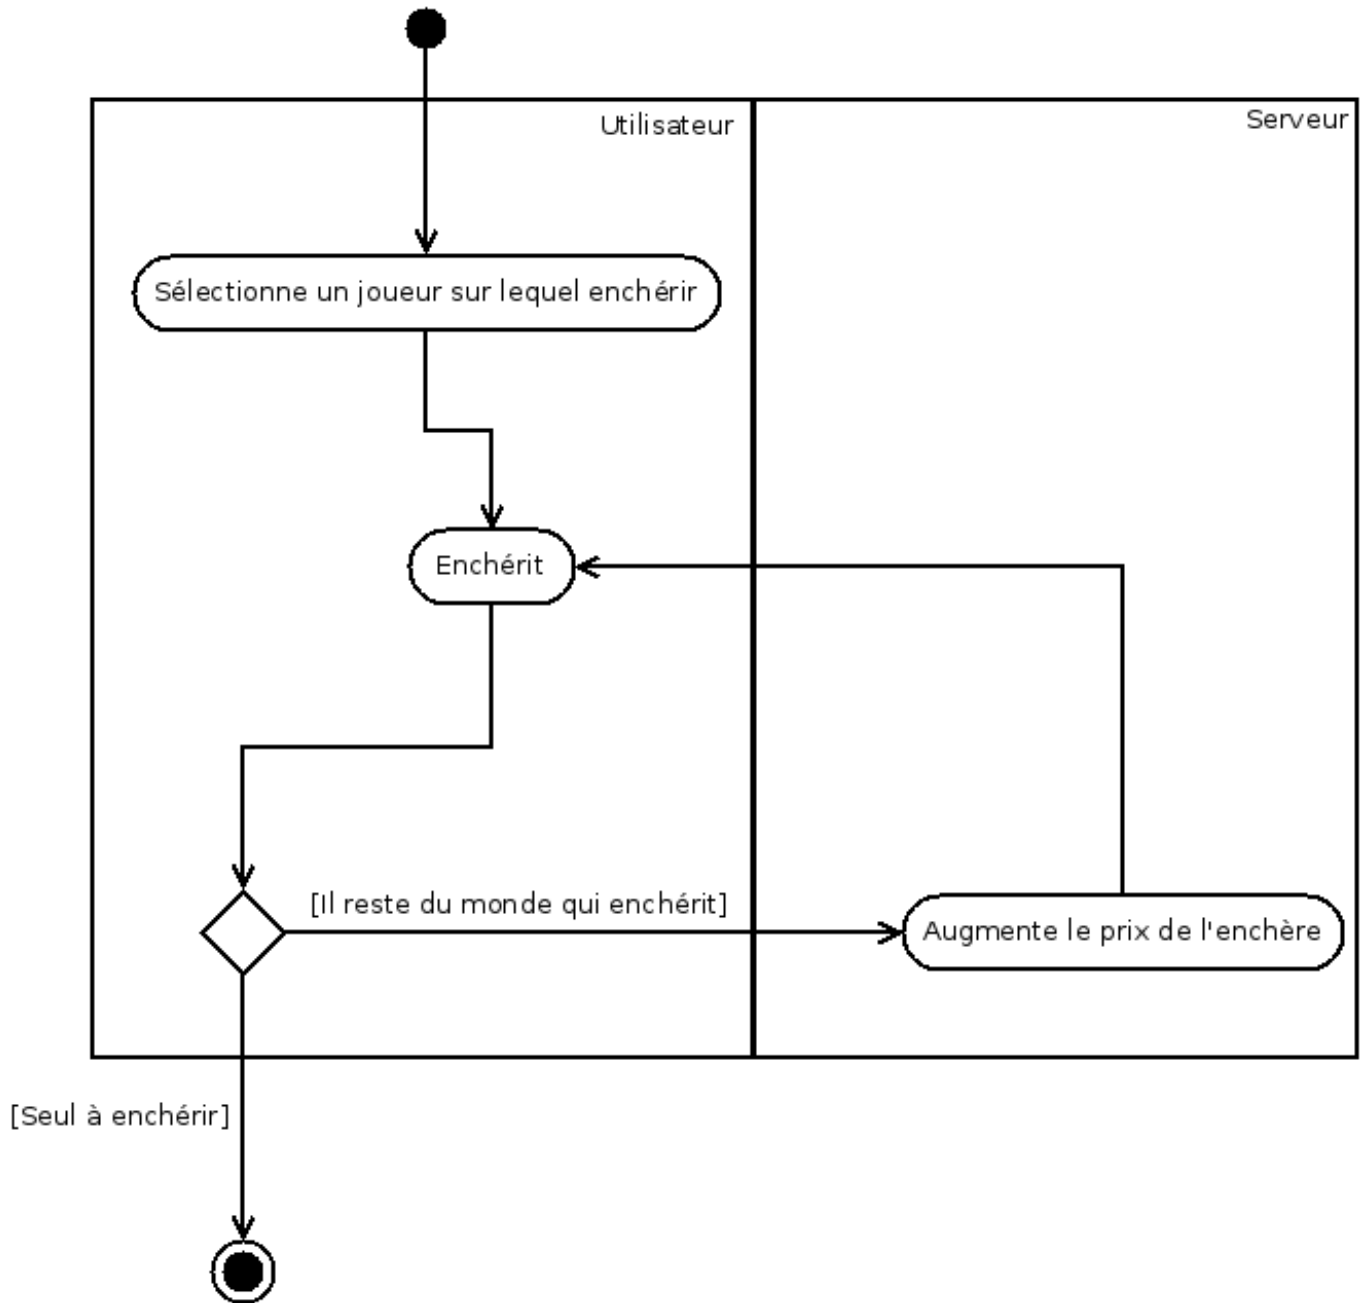 Utilisateur
Serveur
Sélectionne un joueur sur lequel enchérir
Enchérit
[Il reste du monde qui enchérit]
Augmente le prix de l'enchère
[Seul à enchérir]